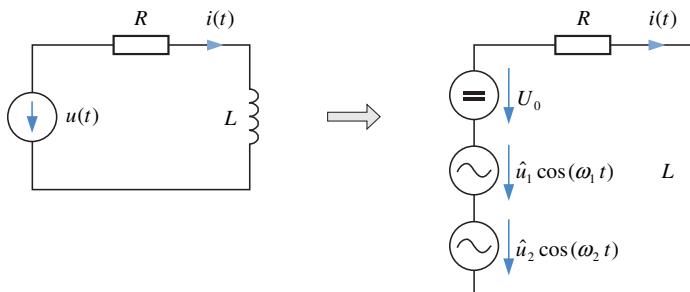 R i(t)
u(t) L
R i(t)
U₀
û₁ cos(ω₁ t) L
û₂ cos(ω₂ t)